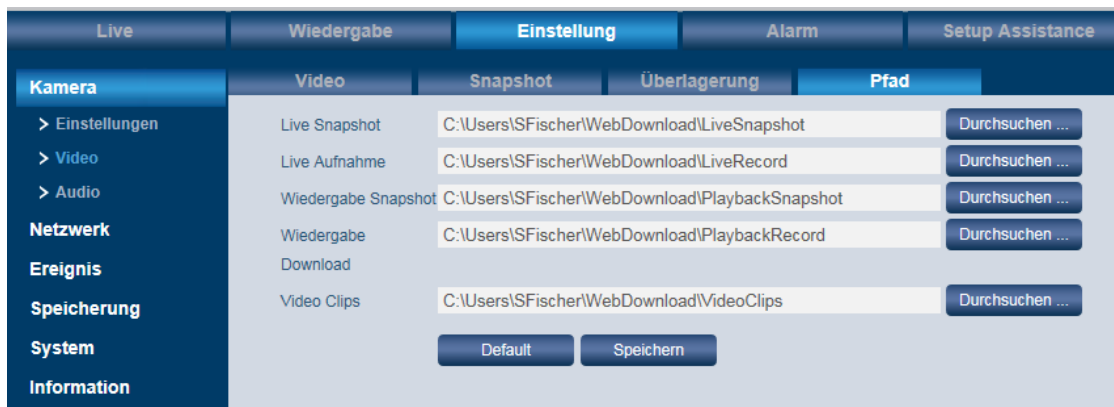 Live Wiedergabe Einstellung Alarm Setup Assistance
Kamera
Video Snapshot Überlagerung Pfad
> Einstellungen
> Video
> Audio
Netzwerk
Ereignis
Speicherung
System
Information
Live Snapshot C:\Users\SFischer\WebDownload\LiveSnapshot Durchsuchen ...
Live Aufnahme C:\Users\SFischer\WebDownload\LiveRecord Durchsuchen ...
Wiedergabe Snapshot C:\Users\SFischer\WebDownload\PlaybackSnapshot Durchsuchen ...
Wiedergabe C:\Users\SFischer\WebDownload\PlaybackRecord Durchsuchen ...
Download
Video Clips C:\Users\SFischer\WebDownload\VideoClips Durchsuchen ...
Default Speichern